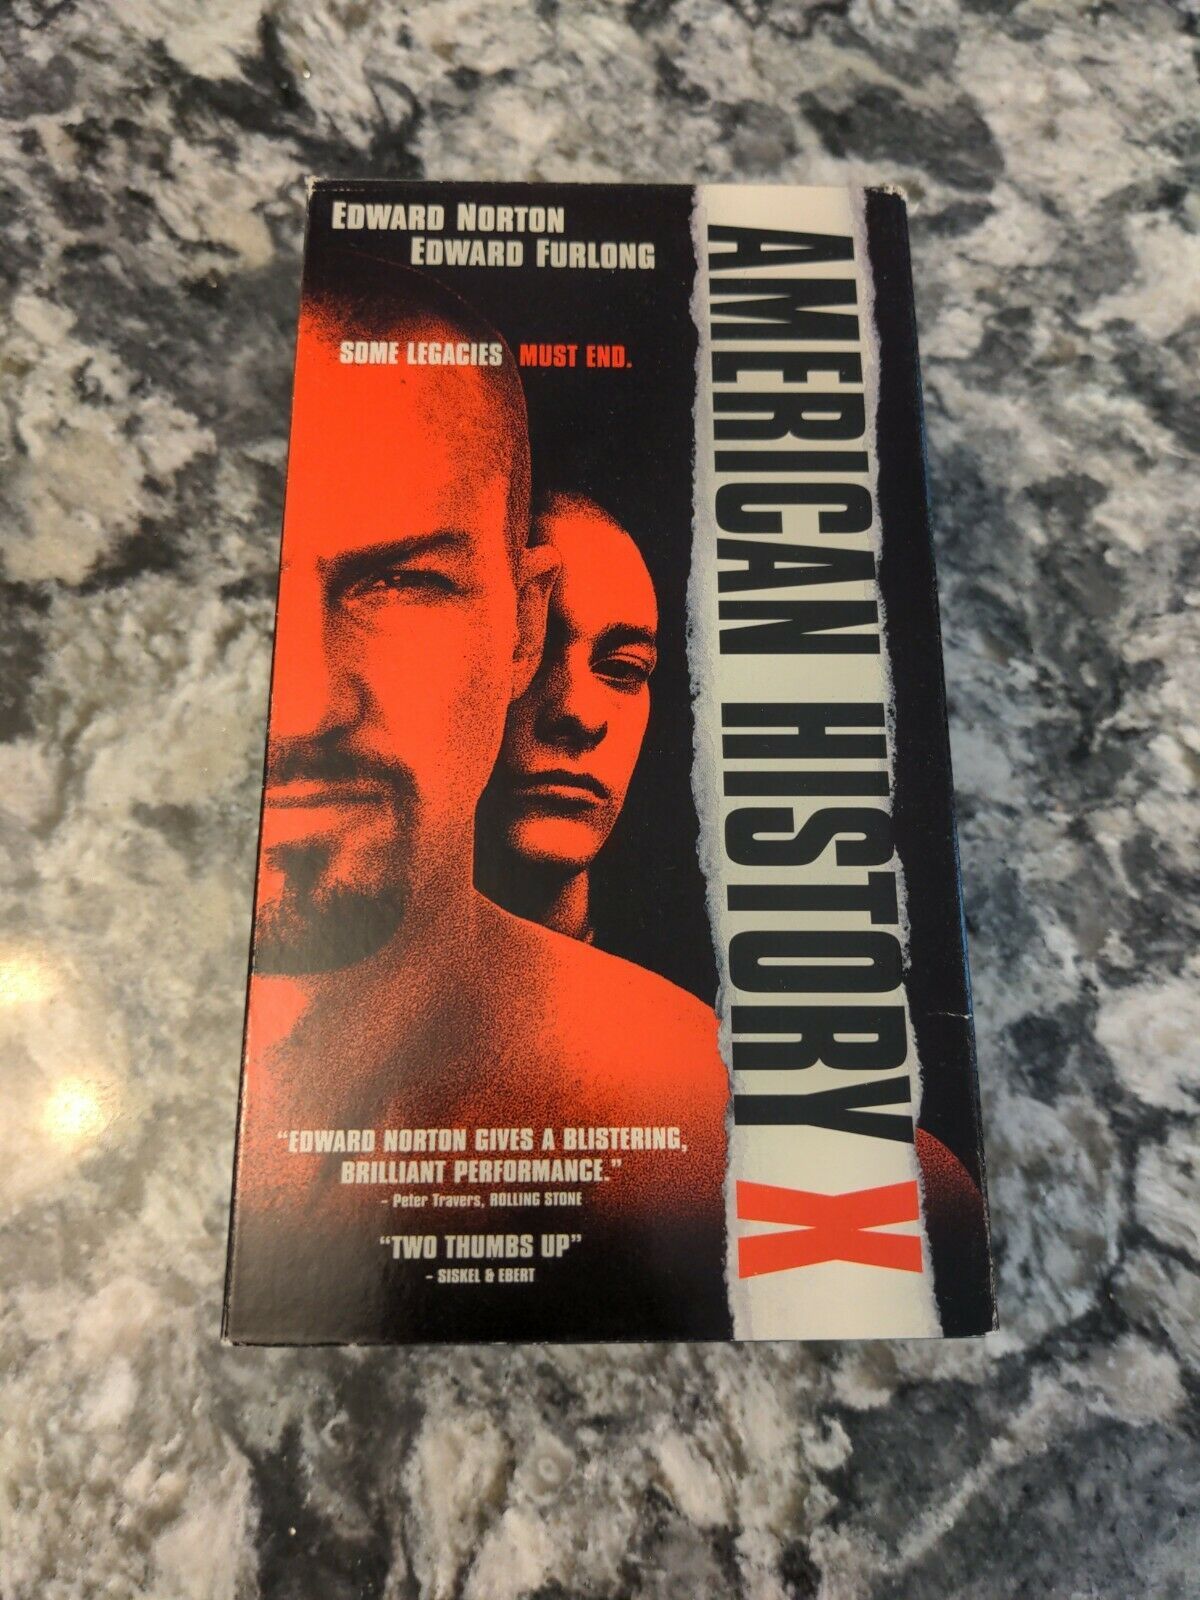 EDWARD NORTON
EDWARD FURLONG
SOME LEGACIES MUST END.
AMERICAN HISTORY X
“EDWARD NORTON GIVES A BLISTERING,
BRILLIANT PERFORMANCE.”
- Peter Travers, ROLLING STONE
“TWO THUMBS UP”
- SISKEL & EBERT